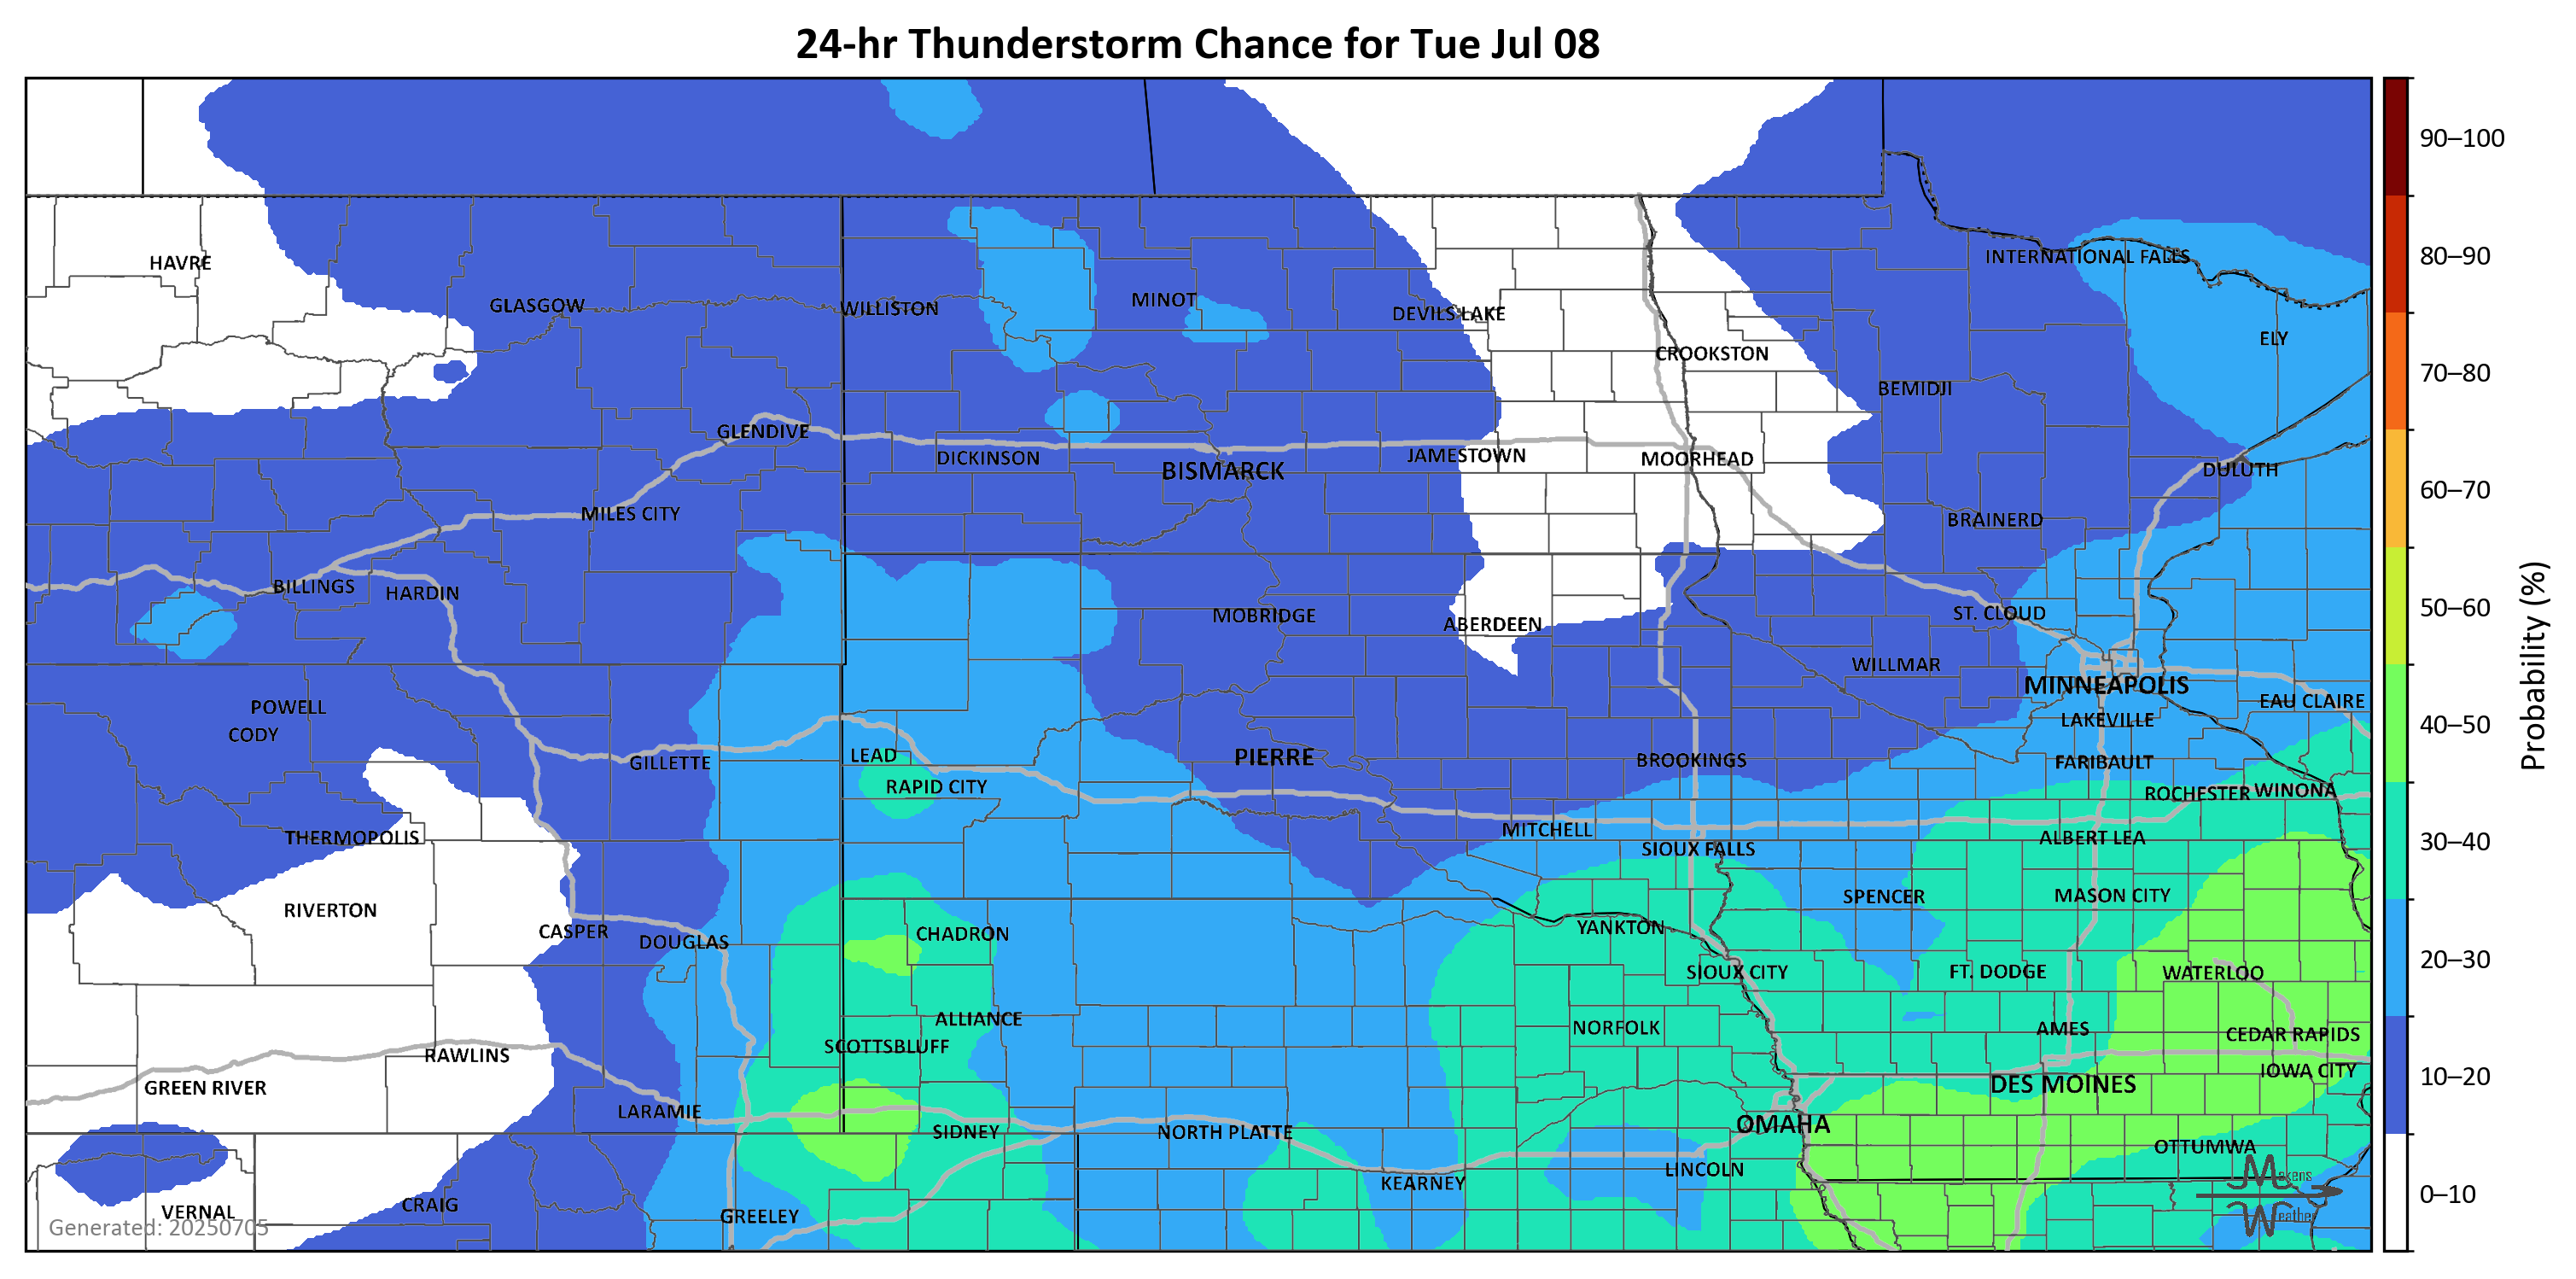 24-hr Thunderstorm Chance for Tue Jul 08
90–100
80–90
70–80
60–70
50–60
40–50
30–40
20–30
10–20
0–10
Probability (%)
HAVRE
GLASGOW
WILLISTON
MINOT
DEVILS LAKE
INTERNATIONAL FALLS
ELY
CROOKSTON
BEMIDJI
GLENDIVE
DICKINSON
BISMARCK
JAMESTOWN
MOORHEAD
DULUTH
MILES CITY
BRAINERD
BILLINGS
HARDIN
MOBRIDGE
ABERDEEN
ST. CLOUD
WILLMAR
MINNEAPOLIS
EAU CLAIRE
POWELL
CODY
LAKEVILLE
GILLETTE
LEAD
PIERRE
BROOKINGS
FARIBAULT
RAPID CITY
ROCHESTER
WINONA
THERMOPOLIS
MITCHELL
ALBERT LEA
SIOUX FALLS
RIVERTON
SPENCER
MASON CITY
CASPER
DOUGLAS
CHADRON
YANKTON
SIOUX CITY
FT. DODGE
WATERLOO
ALLIANCE
NORFOLK
AMES
CEDAR RAPIDS
SCOTTSBLUFF
RAWLINS
GREEN RIVER
IOWA CITY
DES MOINES
LARAMIE
SIDNEY
NORTH PLATTE
OMAHA
OTTUMWA
LINCOLN
KEARNEY
VERNAL
CRAIG
GREELEY
Generated: 20250705
Makens
Weather